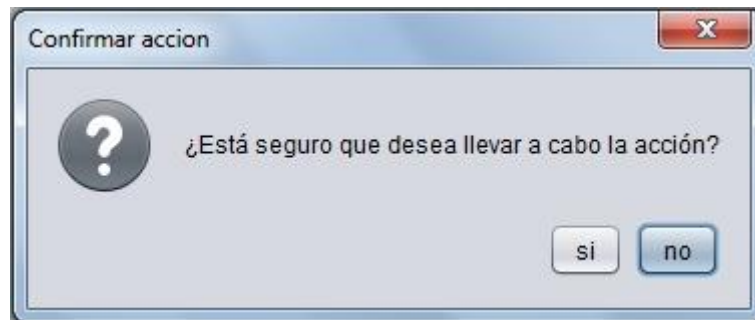 Confirmar accion
¿Está seguro que desea llevar a cabo la acción?
si no